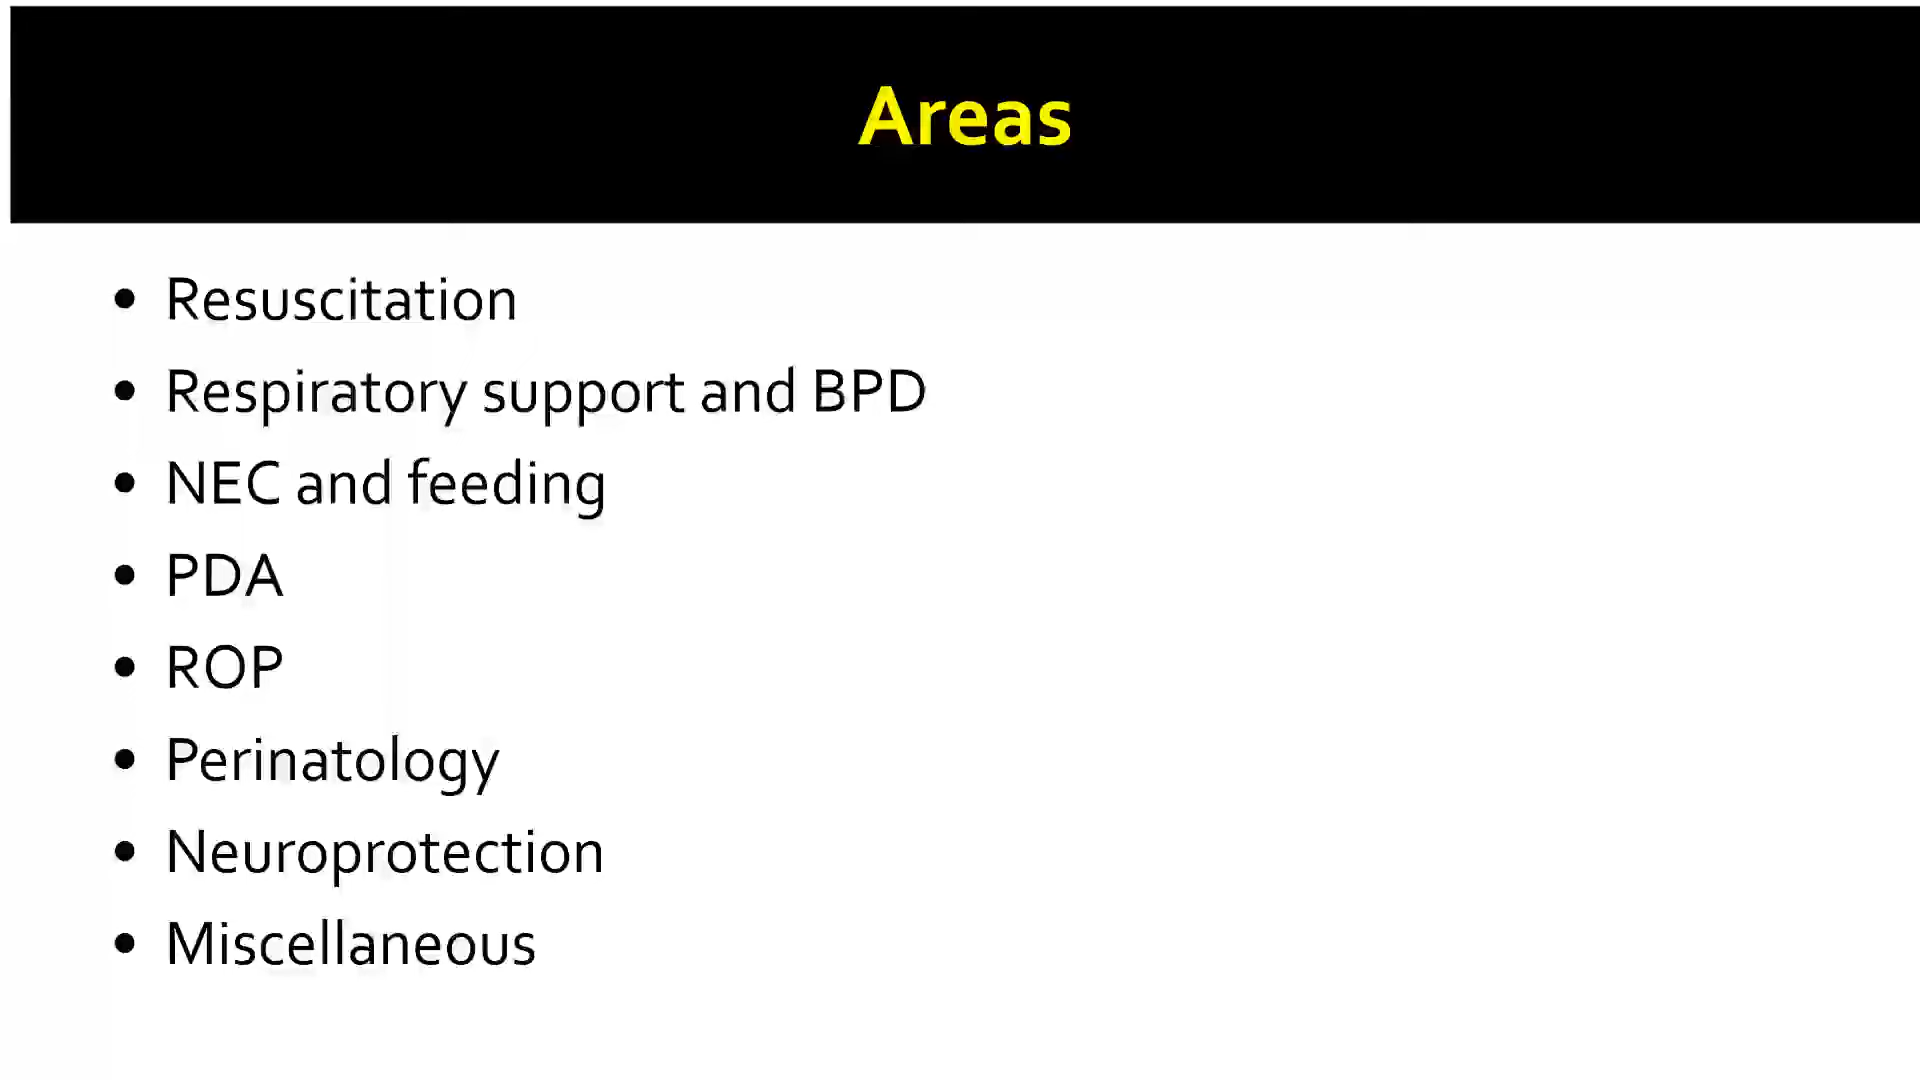 Areas
• Resuscitation
• Respiratory support and BPD
• NEC and feeding
• PDA
• ROP
• Perinatology
• Neuroprotection
• Miscellaneous